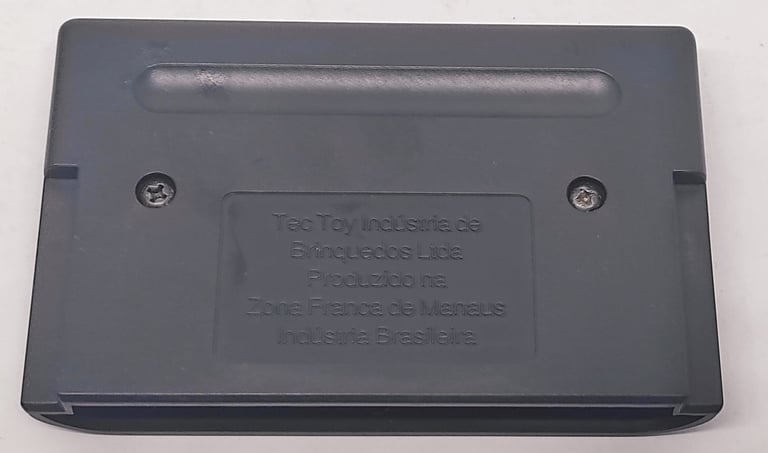 Tec Toy Indústria de
Brinquedos Ltda
Produzido na
Zona Franca de Manaus
Indústria Brasileira